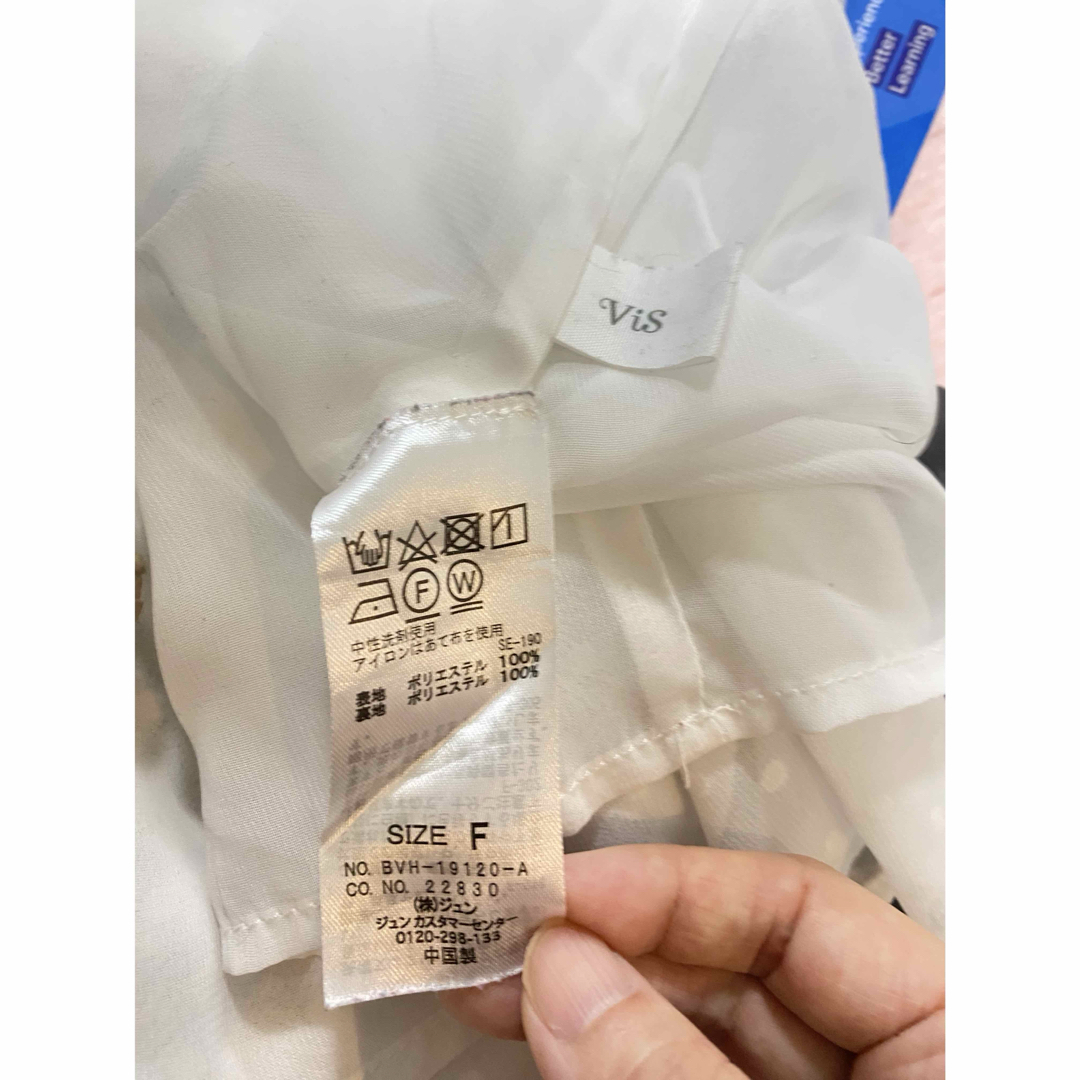 Better
Learning
ViS
F
W
中性洗剤使用
アイロンはあて布を使用
SE-190
表地 ポリエステル 100%
裏地 ポリエステル 100%
SIZE F
NO. BVH-19120-A
CO. NO. 22830
(株)ジュン
ジュンカスタマーセンター
0120-298-133
中国製